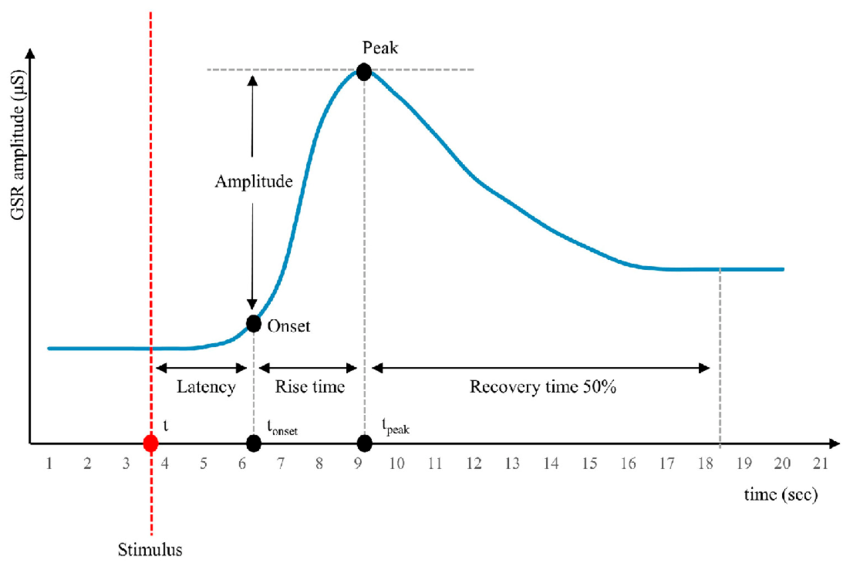 Peak
GSR amplitude (µS)
Amplitude
Onset
Latency
Rise time
Recovery time 50%
t
tonset
tpeak
1 2 3 4 5 6 7 8 9 10 11 12 13 14 15 16 17 18 19 20 21
time (sec)
Stimulus